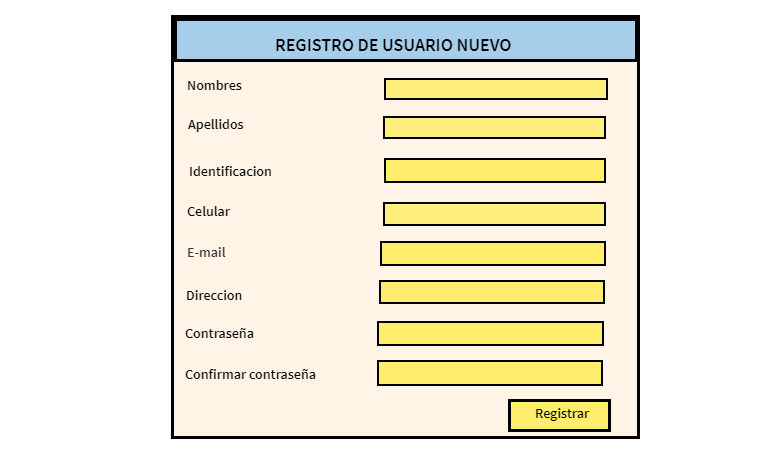 REGISTRO DE USUARIO NUEVO
Nombres
Apellidos
Identificacion
Celular
E-mail
Direccion
Contraseña
Confirmar contraseña
Registrar